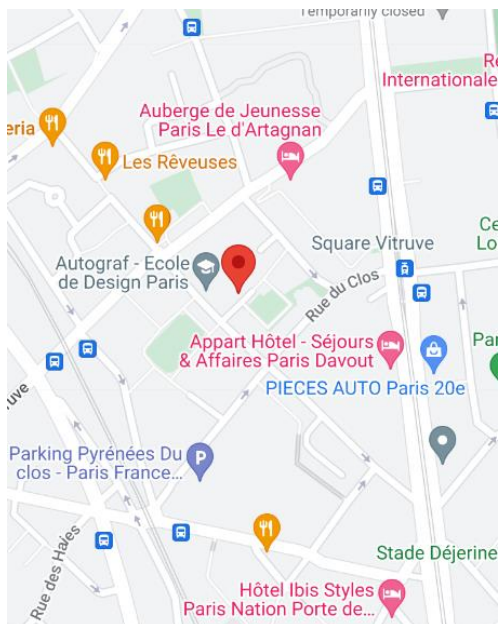 Temporarily closed
Re
Internationale
Auberge de Jeunesse
Paris Le d'Artagnan
eria
Les Rêveuses
Ce
Lo
Square Vitruve
Autograf - Ecole
de Design Paris
Rue du Clos
Appart Hôtel - Séjours
& Affaires Paris Davout
Par
PIECES AUTO Paris 20e
truve
Parking Pyrénées Du
clos - Paris France...
P
Rue des Haies
Stade Déjerine
Hôtel Ibis Styles
Paris Nation Porte de...